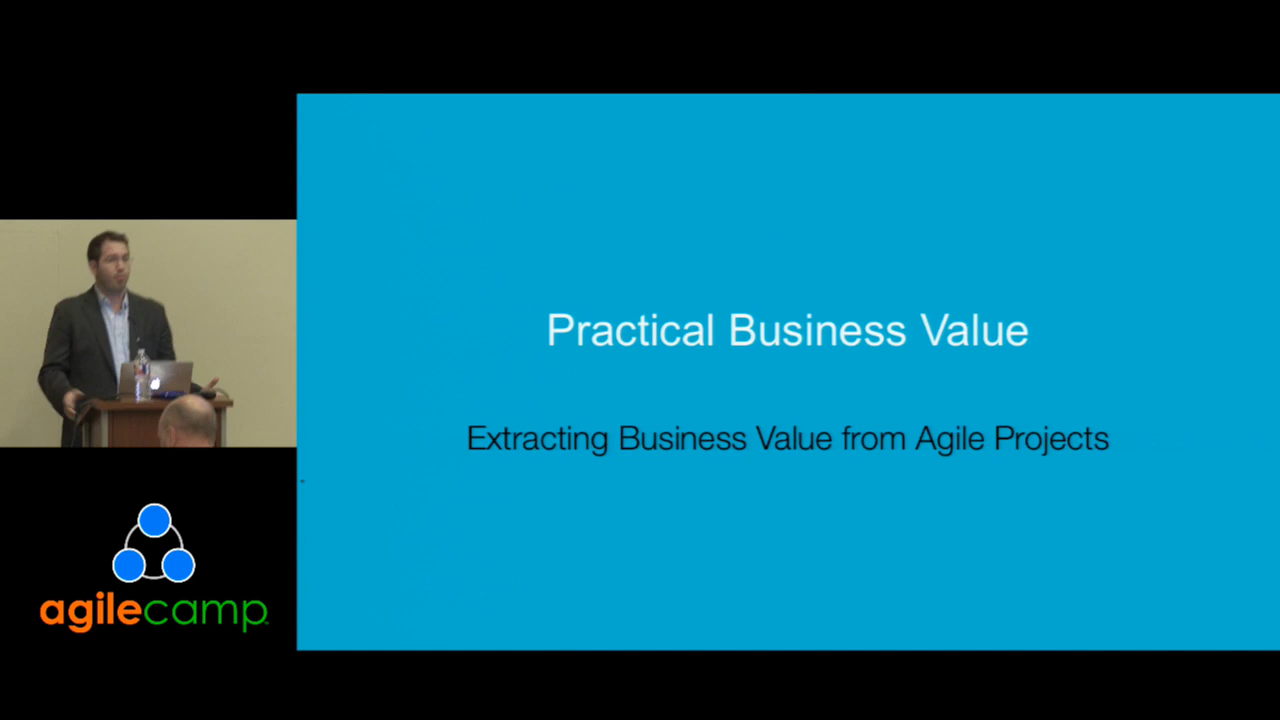 Practical Business Value
Extracting Business Value from Agile Projects
agilecamp